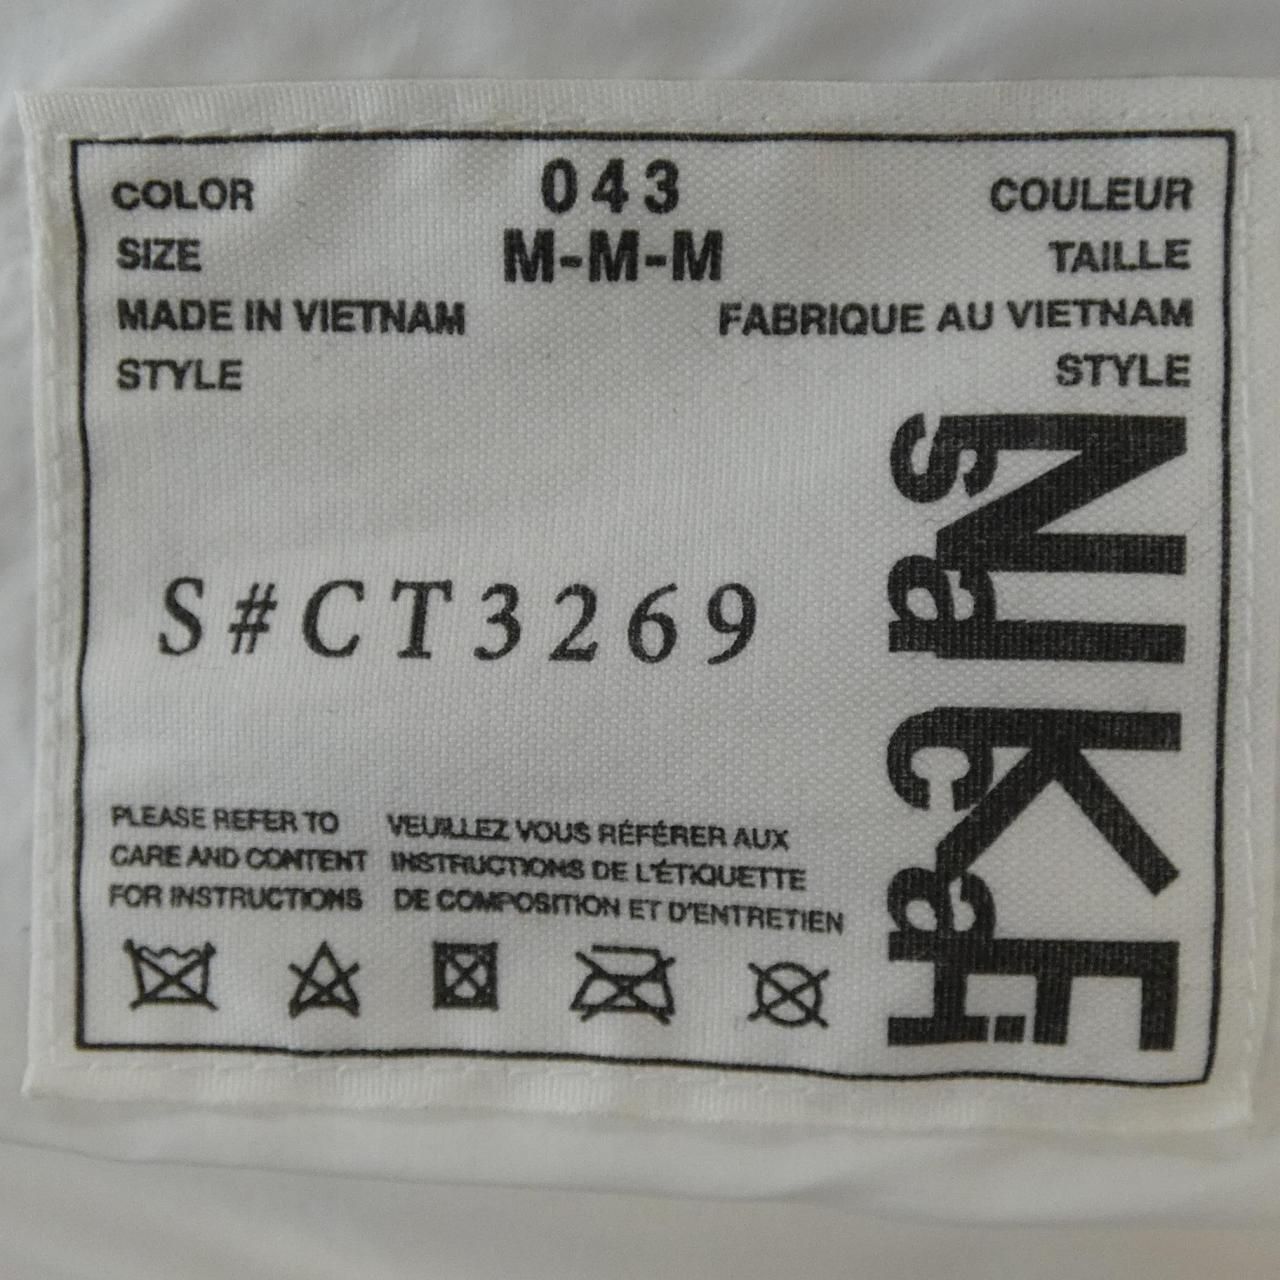 COLOR 043 COULEUR
SIZE M-M-M TAILLE
MADE IN VIETNAM FABRIQUE AU VIETNAM
STYLE STYLE
S#CT3269
NIKE
sacai
PLEASE REFER TO
CARE AND CONTENT
FOR INSTRUCTIONS
VEUILLEZ VOUS RÉFÉRER AUX
INSTRUCTIONS DE L'ÉTIQUETTE
DE COMPOSITION ET D'ENTRETIEN